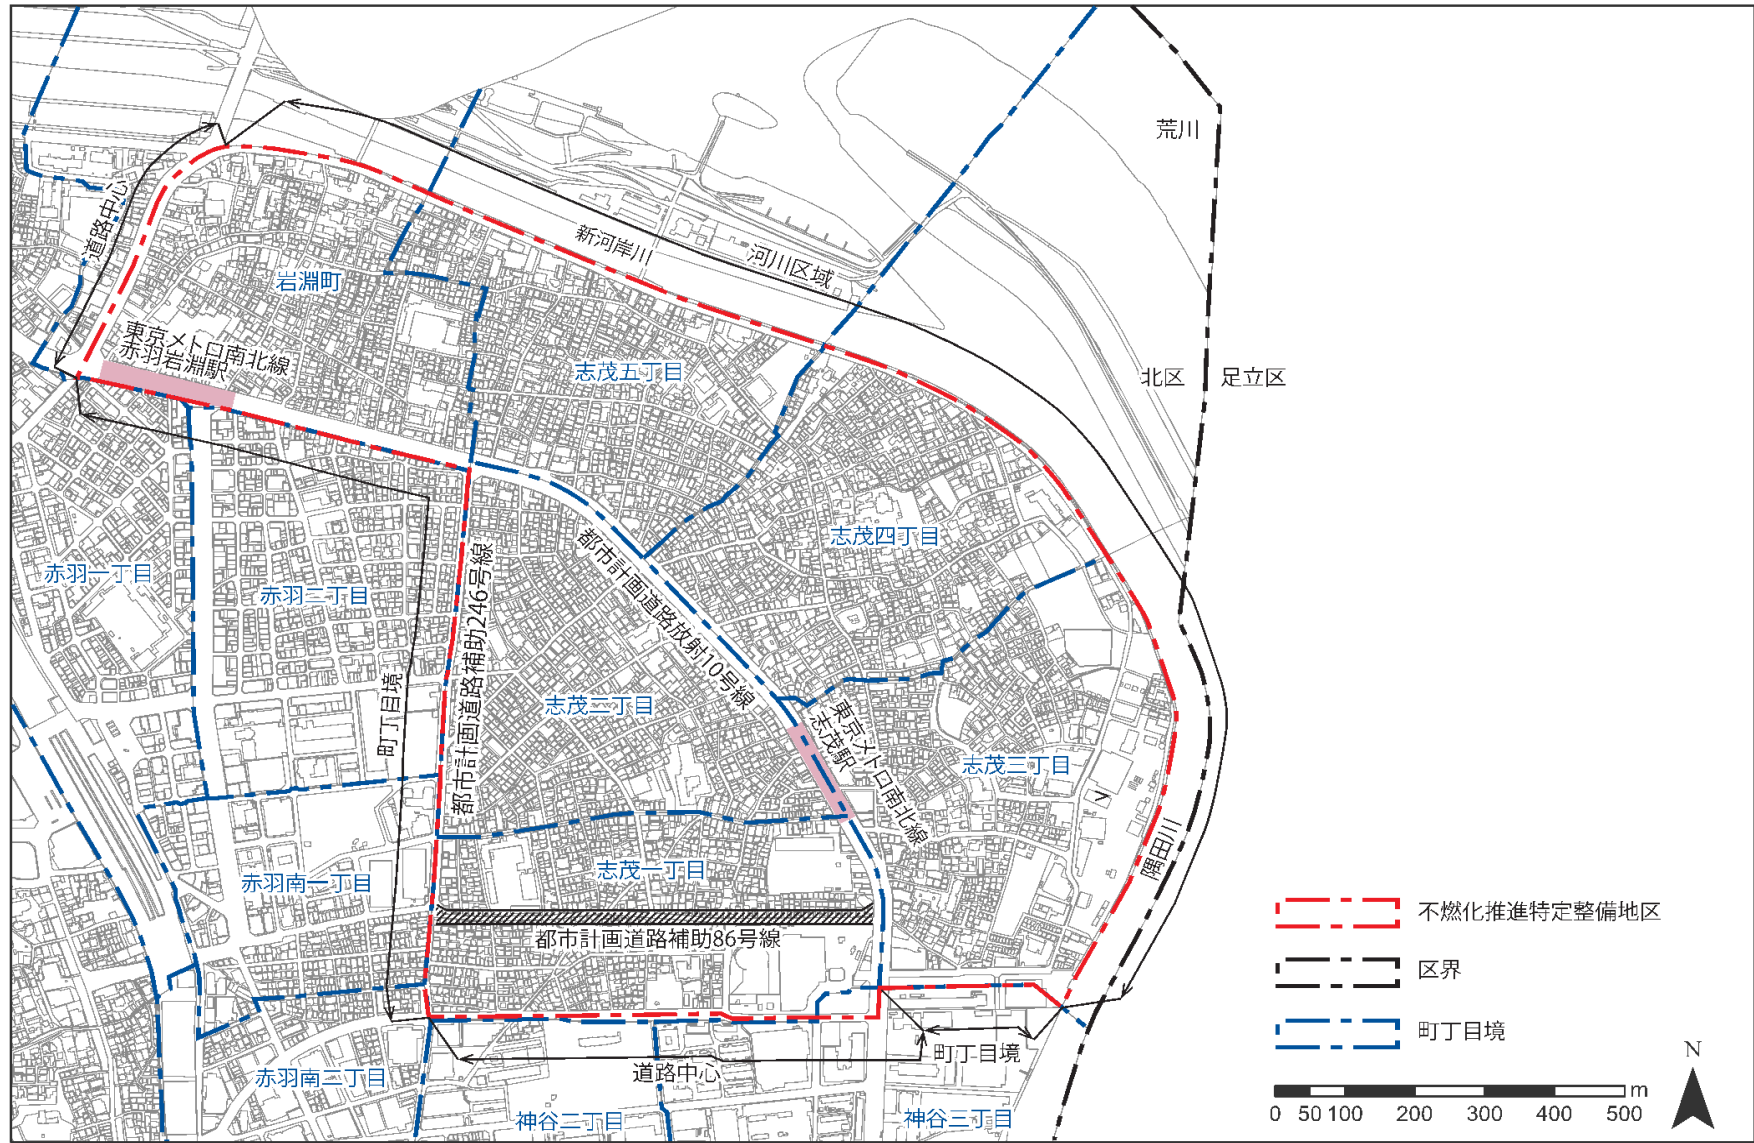 荒川
道路中心
新河岸川
河川区域
岩淵町
東京メトロ南北線
赤羽岩淵駅
志茂五丁目
北区
足立区
志茂四丁目
赤羽一丁目
赤羽二丁目
都市計画道路補助246号線
都市計画道路放射10号線
町丁目境
志茂二丁目
東京メトロ南北線
志茂駅
志茂三丁目
隅田川
志茂一丁目
赤羽南一丁目
都市計画道路補助86号線
不燃化推進特定整備地区
区界
町丁目境
町丁目境
道路中心
赤羽南二丁目
神谷二丁目
神谷三丁目
N
m
0 50 100 200 300 400 500